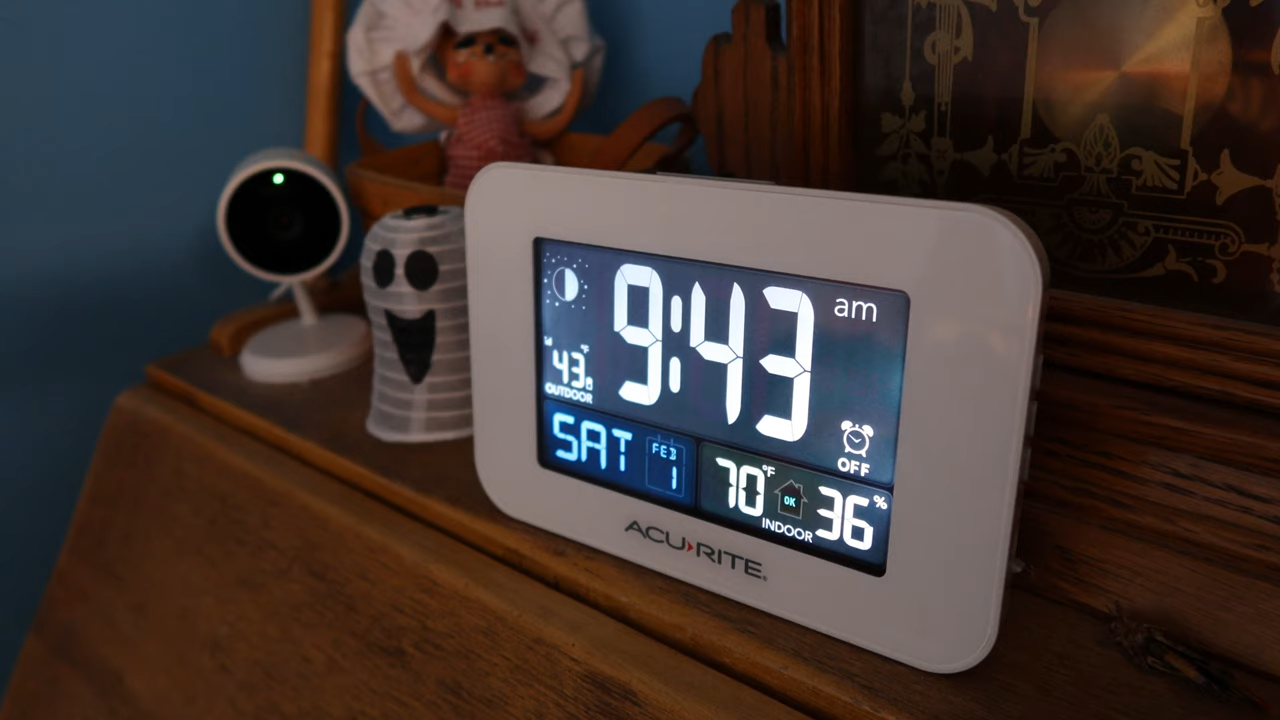 9:43 am
43°F
OUTDOOR
OFF
SAT FEB 1
70°F OK 36%
INDOOR
ACURITE